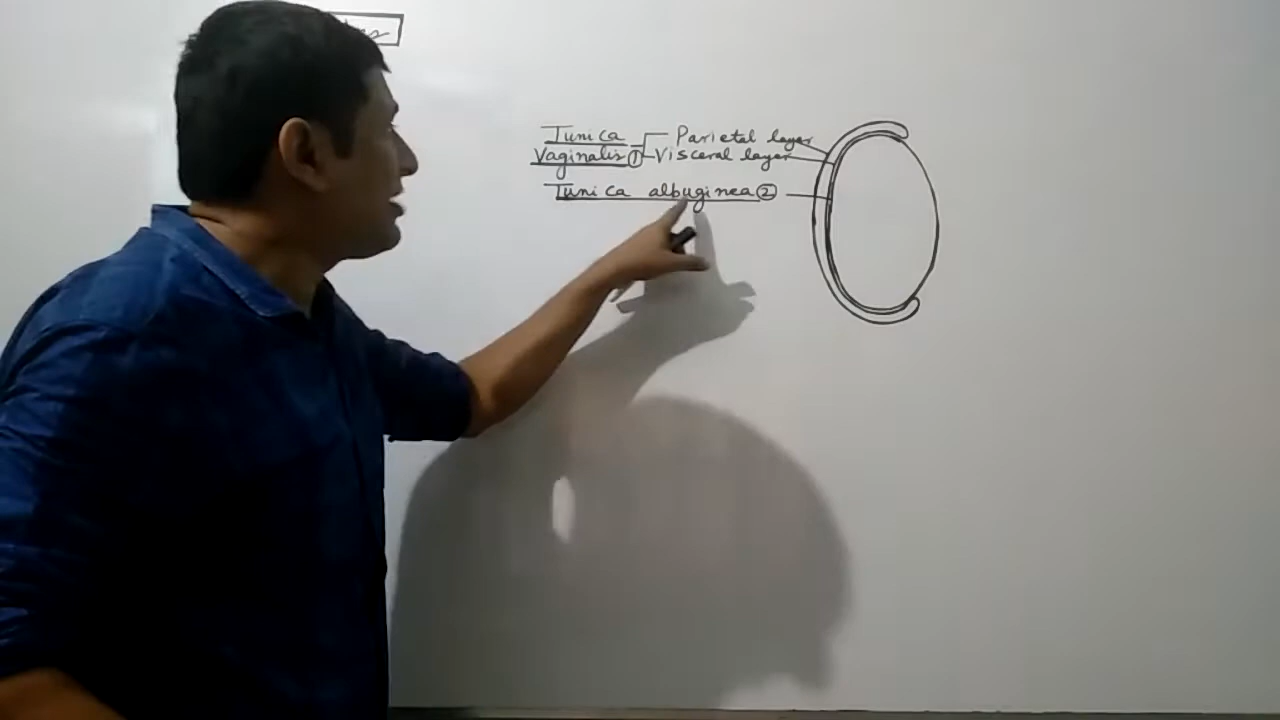 Tunica Parietal layer
Vaginalis ① Visceral layer
Tunica albuginea ②